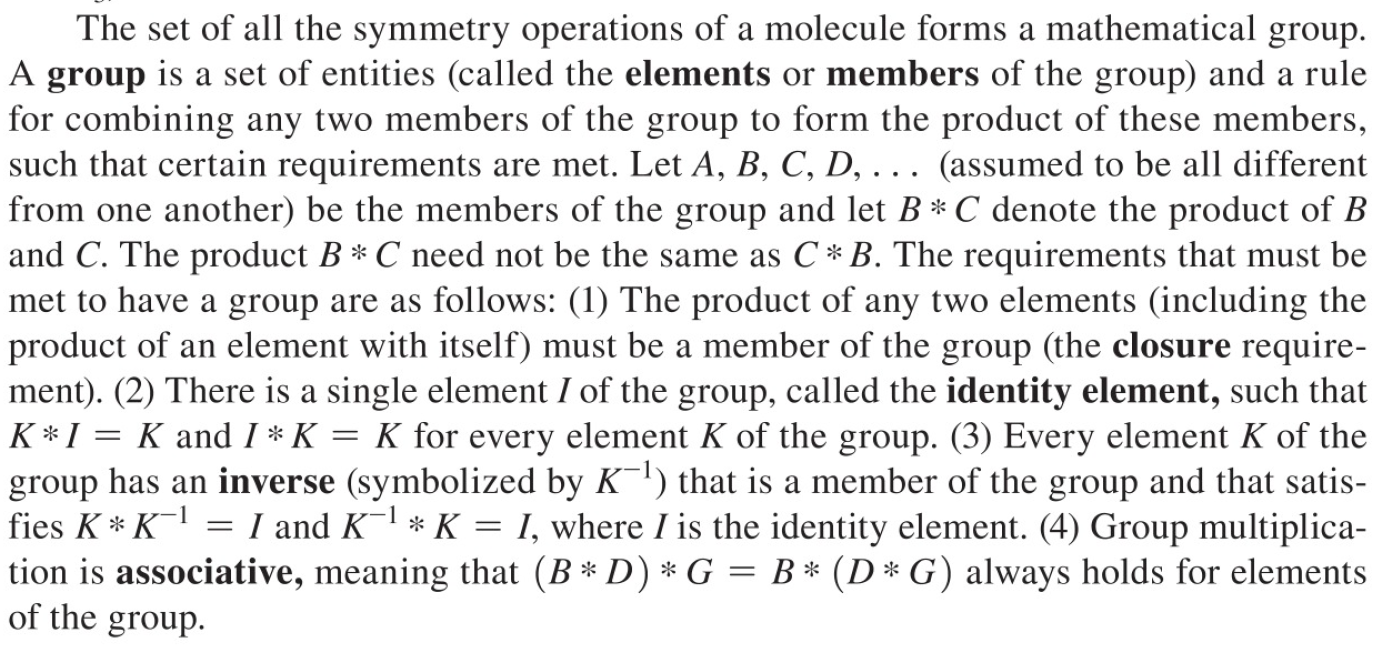 The set of all the symmetry operations of a molecule forms a mathematical group.
A group is a set of entities (called the elements or members of the group) and a rule
for combining any two members of the group to form the product of these members,
such that certain requirements are met. Let A, B, C, D, . . . (assumed to be all different
from one another) be the members of the group and let B * C denote the product of B
and C. The product B * C need not be the same as C * B. The requirements that must be
met to have a group are as follows: (1) The product of any two elements (including the
product of an element with itself) must be a member of the group (the closure require-
ment). (2) There is a single element I of the group, called the identity element, such that
K * I = K and I * K = K for every element K of the group. (3) Every element K of the
group has an inverse (symbolized by K⁻¹) that is a member of the group and that satis-
fies K * K⁻¹ = I and K⁻¹ * K = I, where I is the identity element. (4) Group multiplica-
tion is associative, meaning that (B * D) * G = B * (D * G) always holds for elements
of the group.